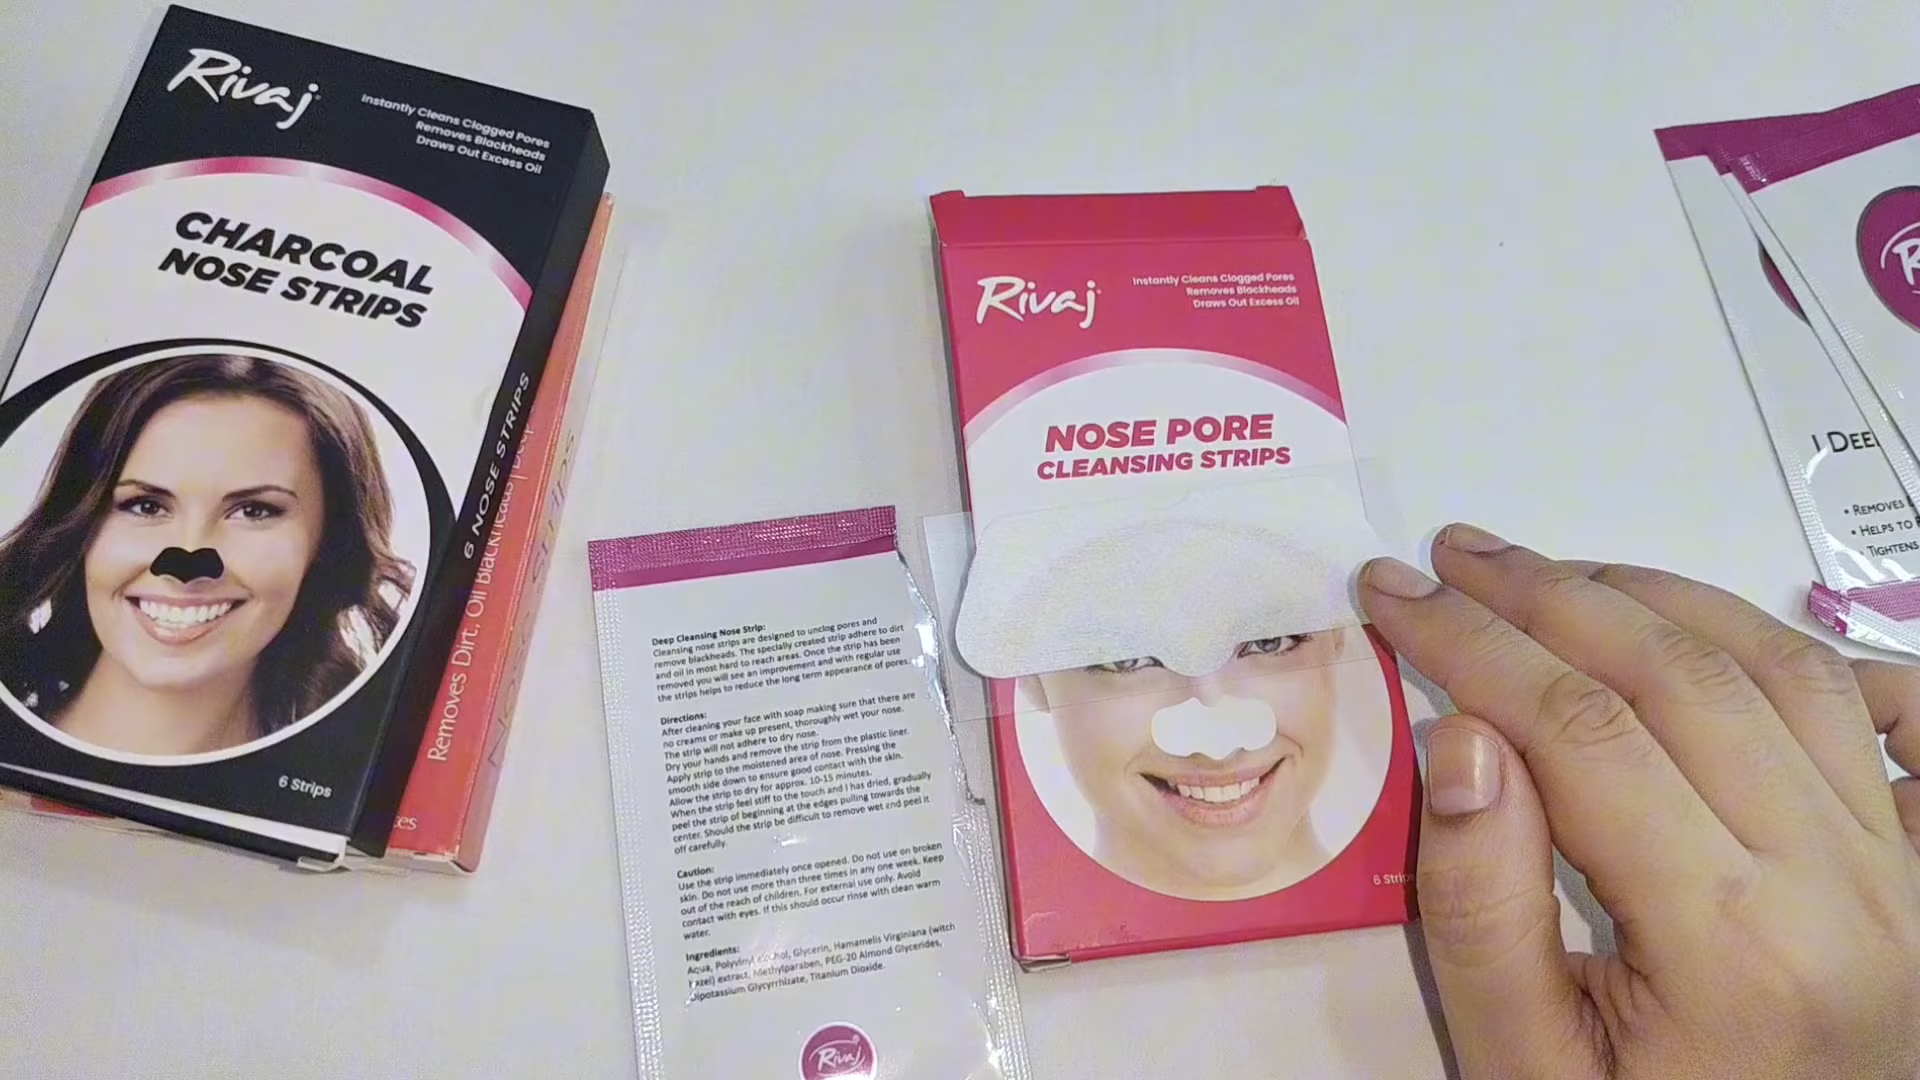 Rivaj
Instantly Cleans Clogged Pores
Removes Blackheads
Draws Out Excess Oil
CHARCOAL
NOSE STRIPS
6 Strips
6 NOSE STRIPS
Removes Dirt, Oil Blackheads | Deep
Rivaj
Instantly Cleans Clogged Pores
Removes Blackheads
Draws Out Excess Oil
NOSE PORE
CLEANSING STRIPS
6 Strips
Deep Cleansing Nose Strip:
Cleansing nose strips are designed to unclog pores and
remove blackheads. The specially created strip adhere to dirt
and oil in most hard to reach areas. Once the strip has been
removed you will see an improvement and with regular use
the strips helps to reduce the long term appearance of pores.
Directions:
After cleaning your face with soap making sure that there are
no creams or make up present, thoroughly wet your nose.
The strip will not adhere to dry nose.
Dry your hands and remove the strip from the plastic liner.
Apply strip to the moistened area of nose. Pressing the
smooth side down to ensure good contact with the skin.
Allow the strip to dry for approx. 10-15 minutes.
When the strip feel stiff to the touch and I has dried, gradually
peel the strip of beginning at the edges pulling towards the
center. Should the strip be difficult to remove wet and peel it
off carefully.
Caution:
Use the strip immediately once opened. Do not use on broken
skin. Do not use more than three times in any one week. Keep
out of the reach of children. For external use only. Avoid
contact with eyes. If this should occur rinse with clean warm
water.
Ingredients:
Aqua, Polyvinyl alcohol, Glycerin, Hamamelis Virginiana (witch
hazel) extract, Methylparaben, PEG-20 Almond Glycerides,
Dipotassium Glycyrrhizate, Titanium Dioxide.
Rivaj
1 DEE
• REMOVES
• HELPS TO
• TIGHTENS